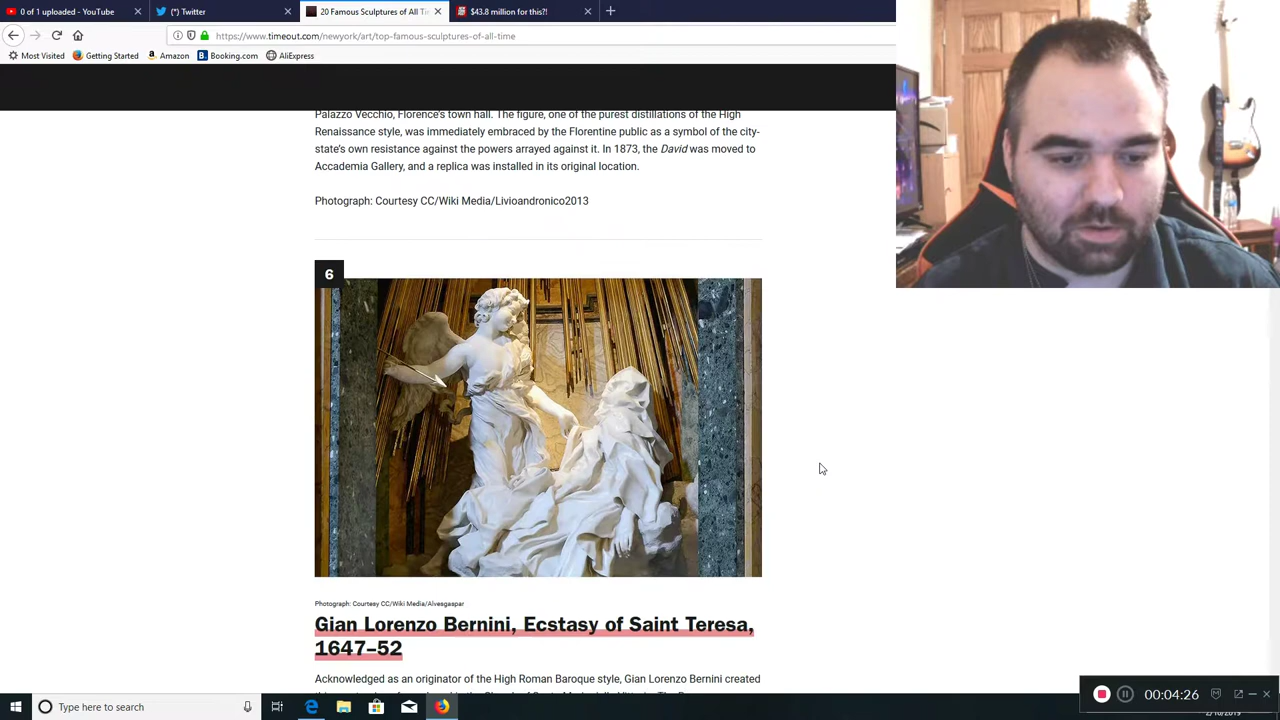 0 of 1 uploaded - YouTube
(*) Twitter
20 Famous Sculptures of All Ti
$43.8 million for this?!
https://www.timeout.com/newyork/art/top-famous-sculptures-of-all-time
Most Visited
Getting Started
Amazon
Booking.com
AliExpress
Palazzo Vecchio, Florence's town hall. The figure, one of the purest distillations of the High
Renaissance style, was immediately embraced by the Florentine public as a symbol of the city-
state's own resistance against the powers arrayed against it. In 1873, the David was moved to
Accademia Gallery, and a replica was installed in its original location.
Photograph: Courtesy CC/Wiki Media/Livioandronico2013
6
Photograph: Courtesy CC/Wiki Media/Alvesgaspar
Gian Lorenzo Bernini, Ecstasy of Saint Teresa,
1647–52
Acknowledged as an originator of the High Roman Baroque style, Gian Lorenzo Bernini created
Type here to search
00:04:26